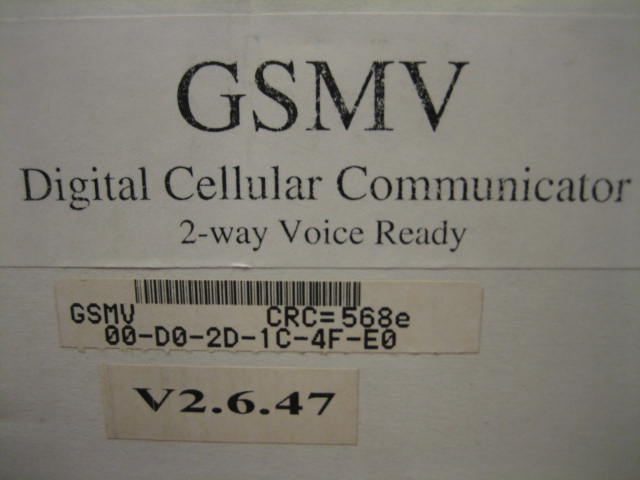 GSMV
Digital Cellular Communicator
2-way Voice Ready
GSMV CRC=568e
00-D0-2D-1C-4F-E0
V2.6.47